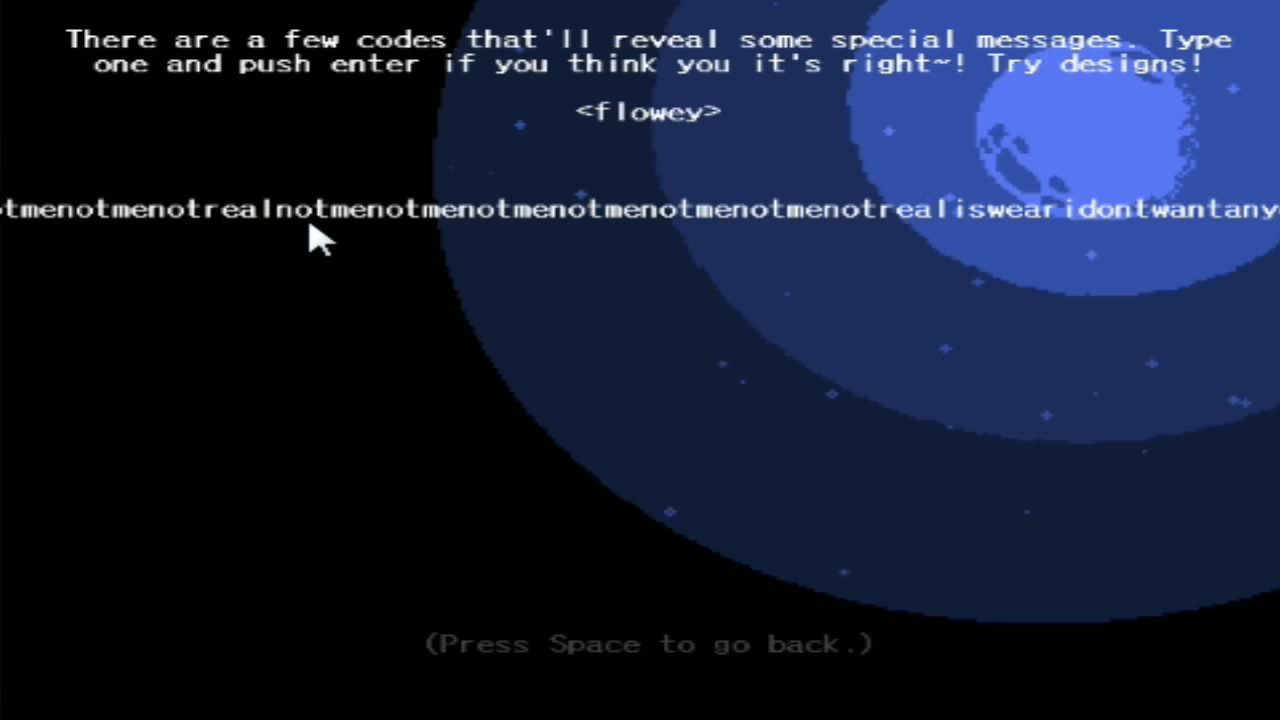 There are a few codes that'll reveal some special messages. Type
one and push enter if you think you it's right~! Try designs!
<flowey>
tmenotmenotrealnotmenotmenotmenotmenotmenotmenotrealiswearidontwantany
(Press Space to go back.)